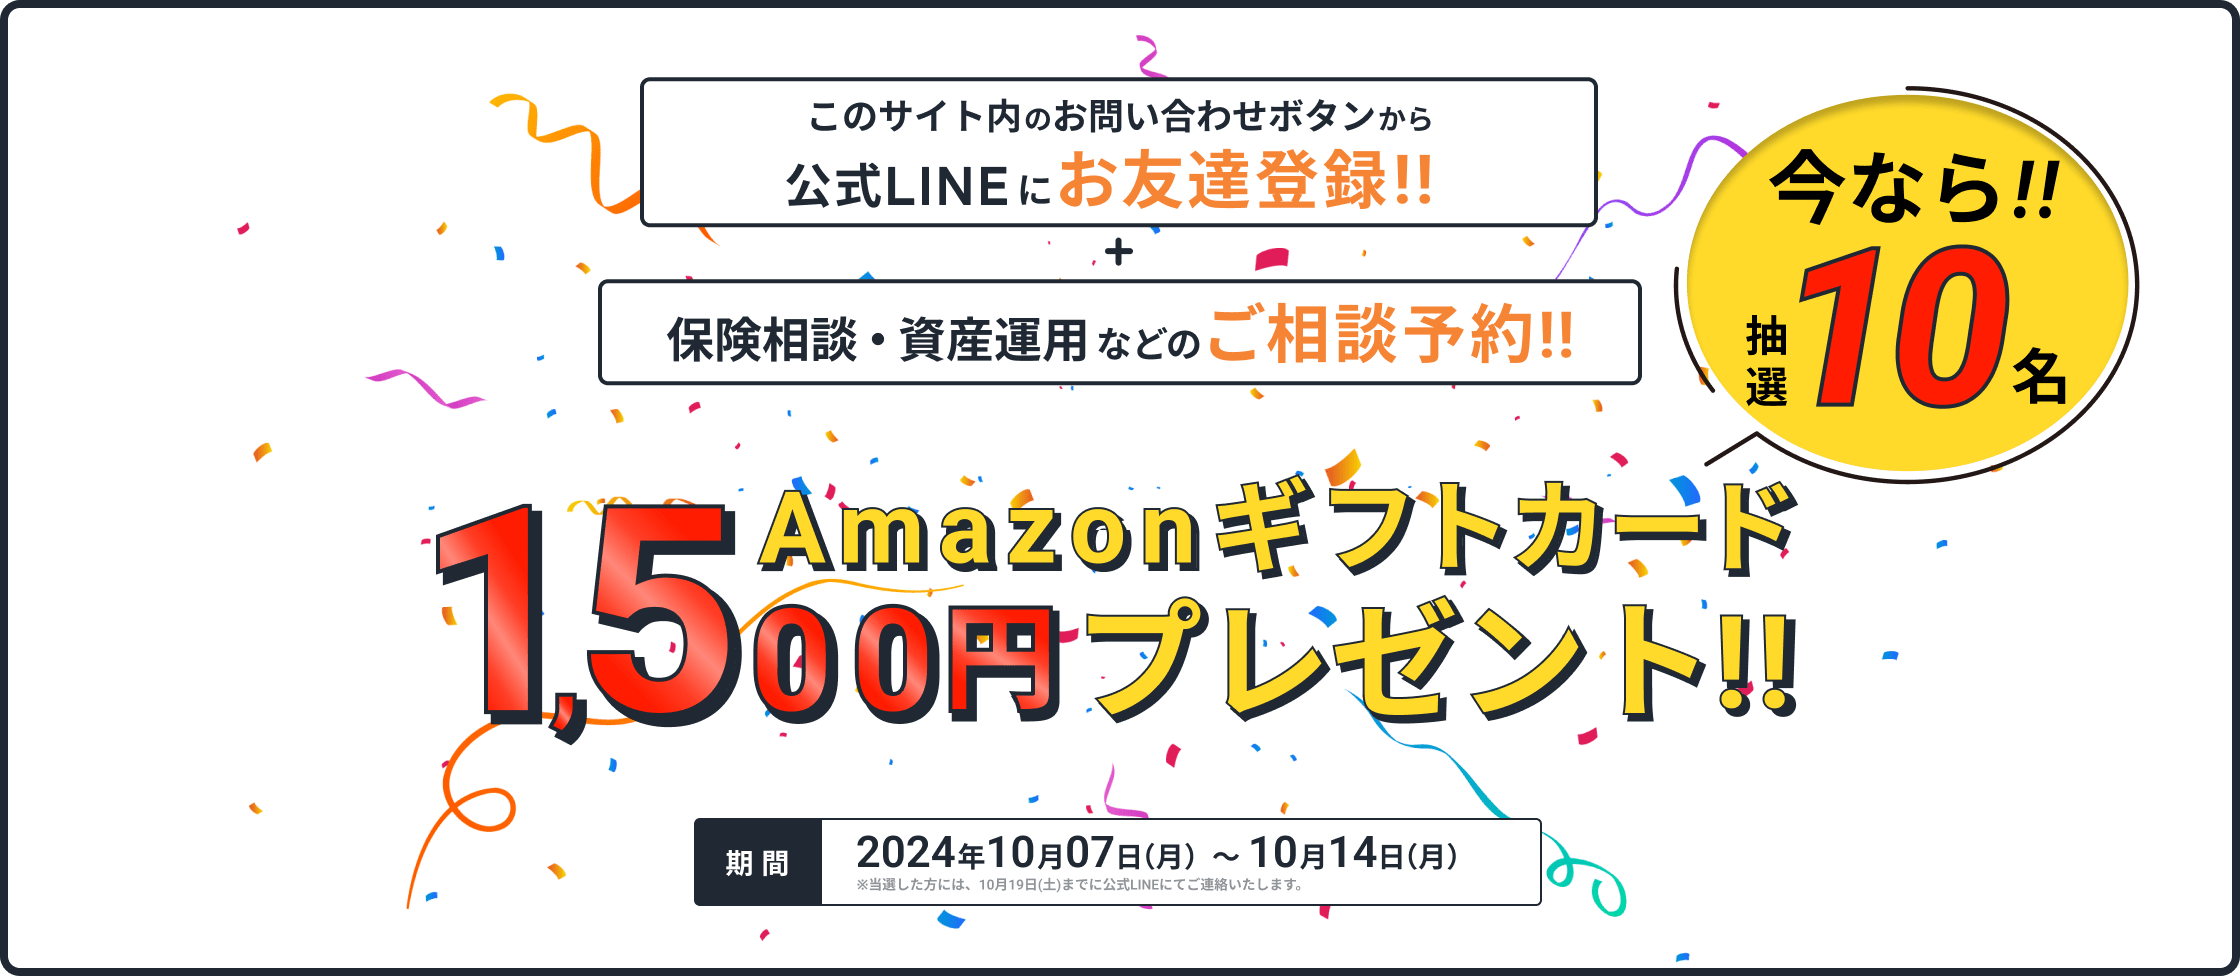 このサイト内のお問い合わせボタンから
公式LINEにお友達登録!!
+
保険相談・資産運用などのご相談予約!!
今なら!!
抽選10名
Amazonギフトカード
1,500円プレゼント!!
期間
2024年10月07日(月) ～ 10月14日(月)
※当選した方には、10月19日(土)までに公式LINEにてご連絡いたします。